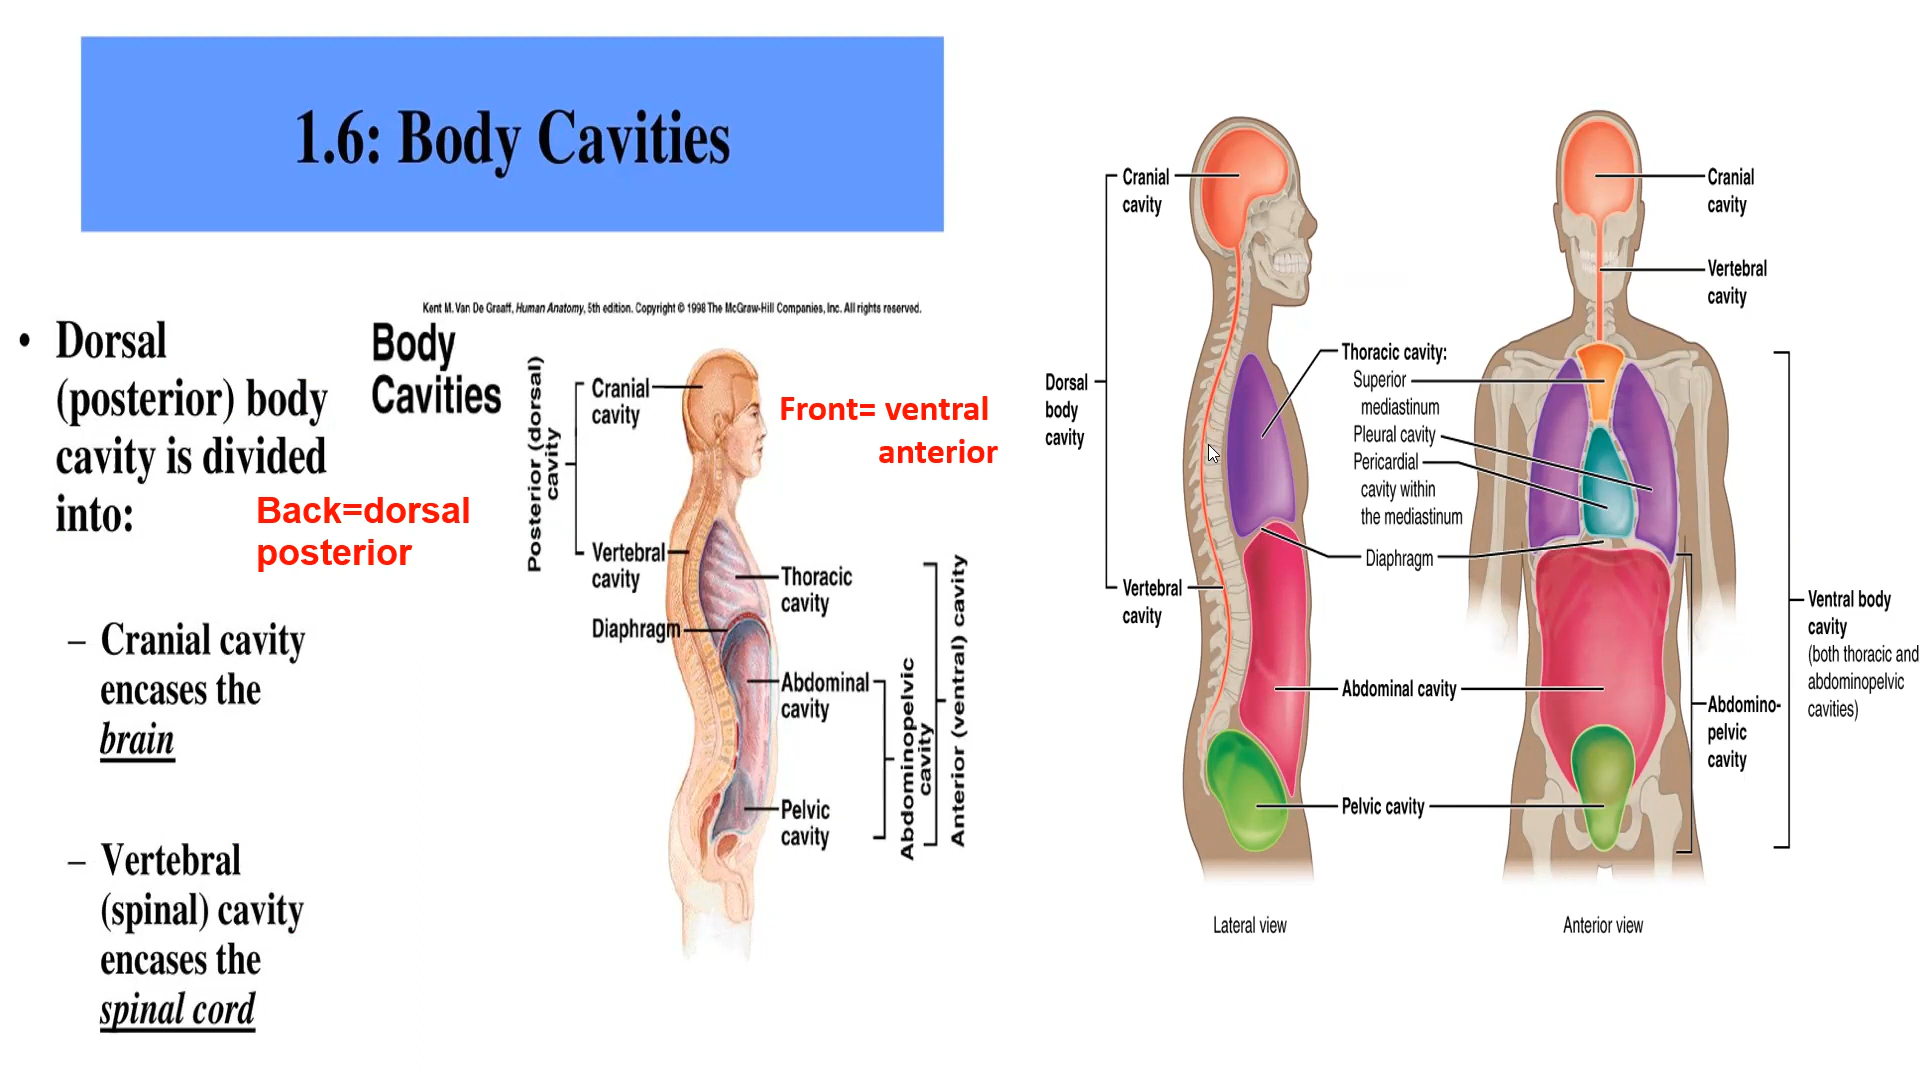 1.6: Body Cavities
Kent M. Van De Graaff, Human Anatomy, 5th edition. Copyright © 1998 The McGraw-Hill Companies, Inc. All rights reserved.
• Dorsal
(posterior) body
cavity is divided
into:
– Cranial cavity
encases the
brain
– Vertebral
(spinal) cavity
encases the
spinal cord
Back=dorsal
posterior
Body
Cavities
Front= ventral
anterior
Posterior (dorsal)
cavity
Cranial
cavity
Vertebral
cavity
Diaphragm
Thoracic
cavity
Abdominal
cavity
Pelvic
cavity
Abdominopelvic
cavity
Anterior (ventral) cavity
Dorsal
body
cavity
Cranial
cavity
Vertebral
cavity
Thoracic cavity:
Superior
mediastinum
Pleural cavity
Pericardial
cavity within
the mediastinum
Diaphragm
Abdominal cavity
Pelvic cavity
Cranial
cavity
Vertebral
cavity
Abdomino-
pelvic
cavity
Ventral body
cavity
(both thoracic and
abdominopelvic
cavities)
Lateral view
Anterior view